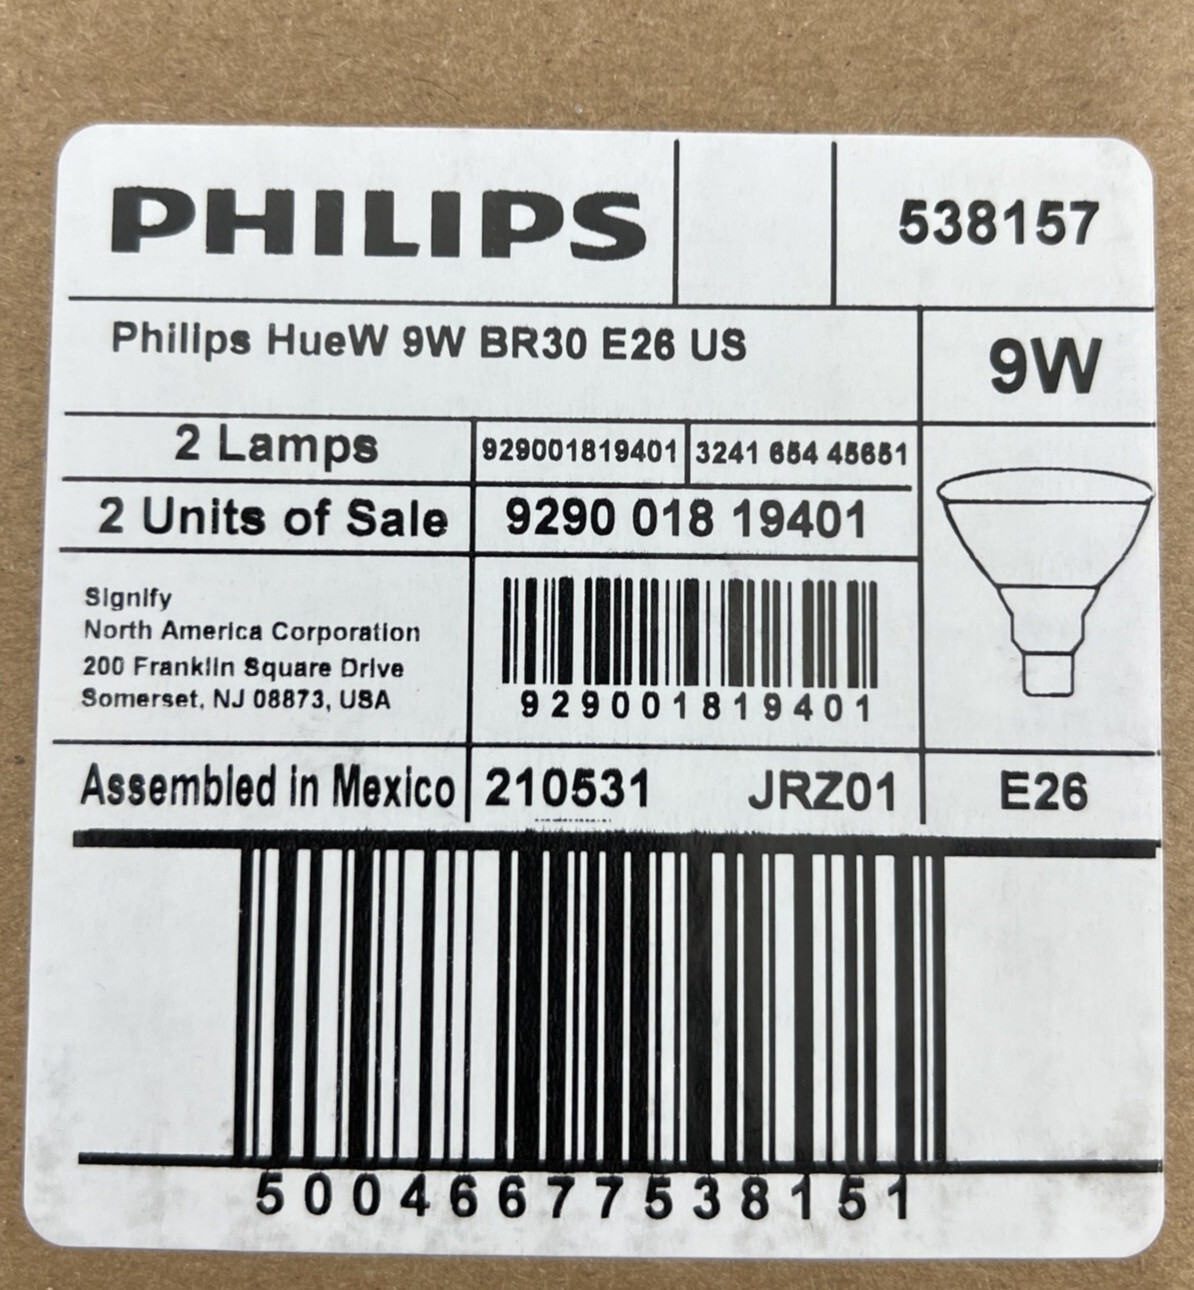 PHILIPS 538157
Philips HueW 9W BR30 E26 US 9W
2 Lamps 929001819401 3241 654 45651
2 Units of Sale 9290 018 19401
Signify
North America Corporation
200 Franklin Square Drive
Somerset, NJ 08873, USA
929001819401
Assembled in Mexico 210531 JRZ01 E26
50046677538151